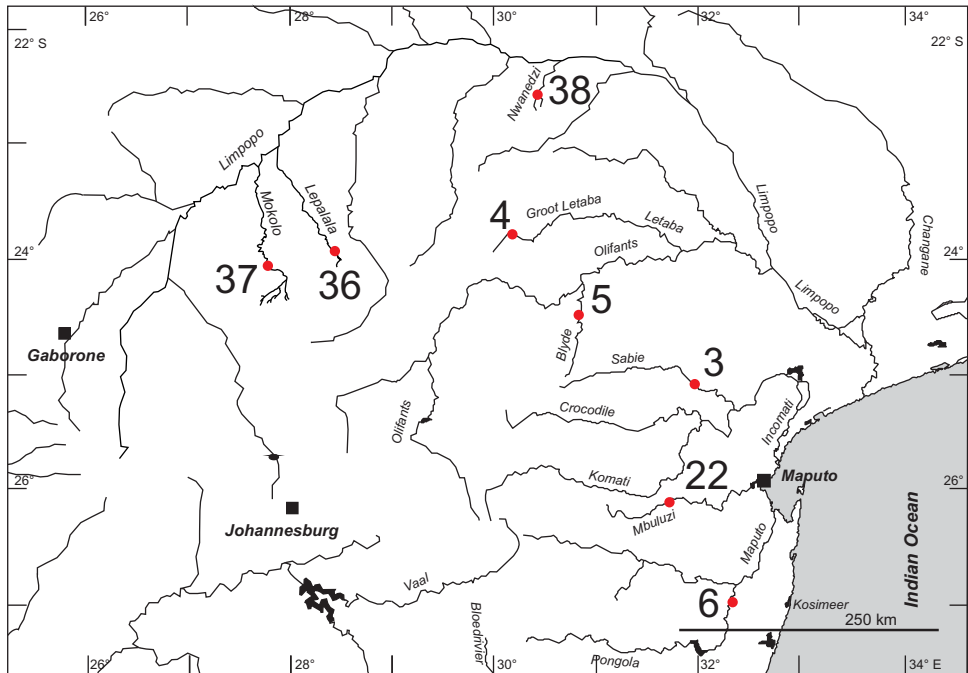 26°
28°
30°
32°
34°
22° S
22° S
Nwanedzi
38
Limpopo
Mokolo
Lepalala
4
Groot Letaba
Letaba
Limpopo
Changane
24°
24°
Olifants
37
36
5
Limpopo
Gaborone
Blyde
Sabie
3
Olifants
Crocodile
Incomati
Komati
22
Maputo
26°
26°
Johannesburg
Mbuluzi
Maputo
Indian Ocean
Vaal
6
Kosimeer
250 km
Bloedrivier
Pongola
26°
28°
30°
32°
34° E